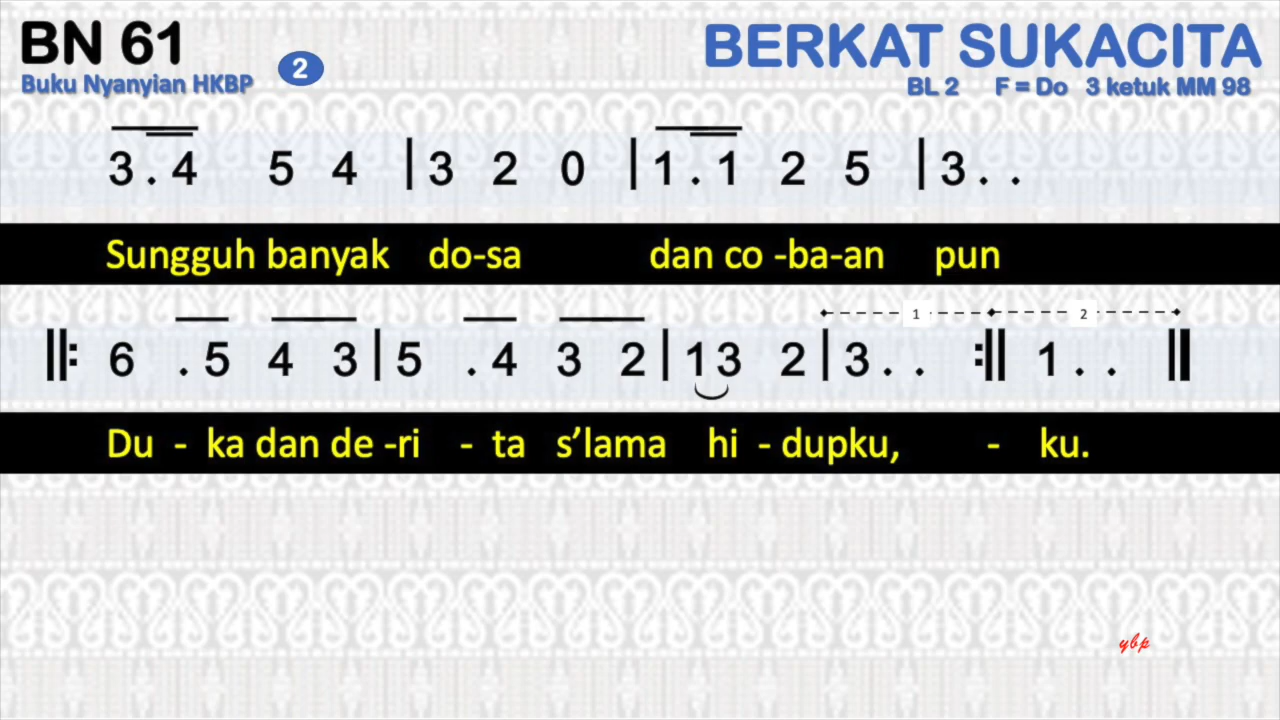 BN 61
Buku Nyanyian HKBP
2
BERKAT SUKACITA
BL 2 F = Do 3 ketuk MM 98
3 . 4 5 4 | 3 2 0 | 1 . 1 2 5 | 3 . .
Sungguh banyak do-sa dan co -ba-an pun
1 2
||: 6 . 5 4 3 | 5 . 4 3 2 | 13 2 | 3 . . :|| 1 . . ||
Du - ka dan de -ri - ta s’lama hi - dupku, - ku.
ybp